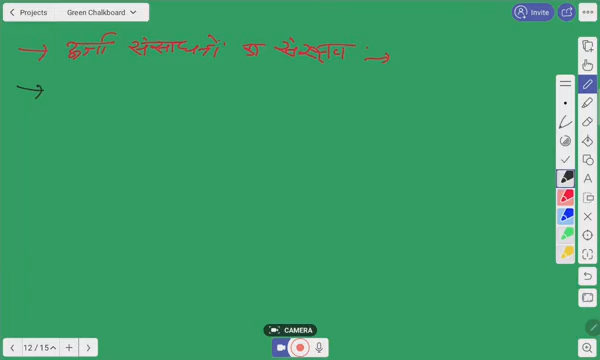 Projects Green Chalkboard Invite
→ ऊर्जा संसाधनों का संरक्षण :→
→
A
CAMERA
12 / 15